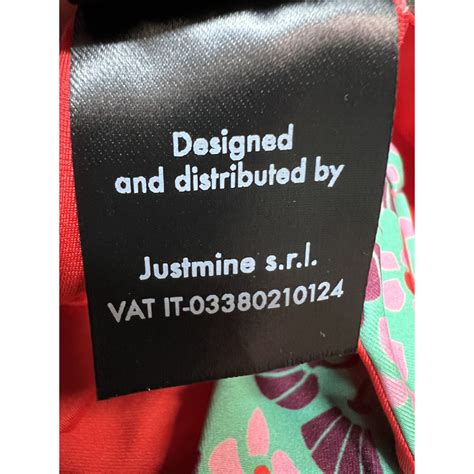 Designed
and distributed by
Justmine s.r.l.
VAT IT-03380210124